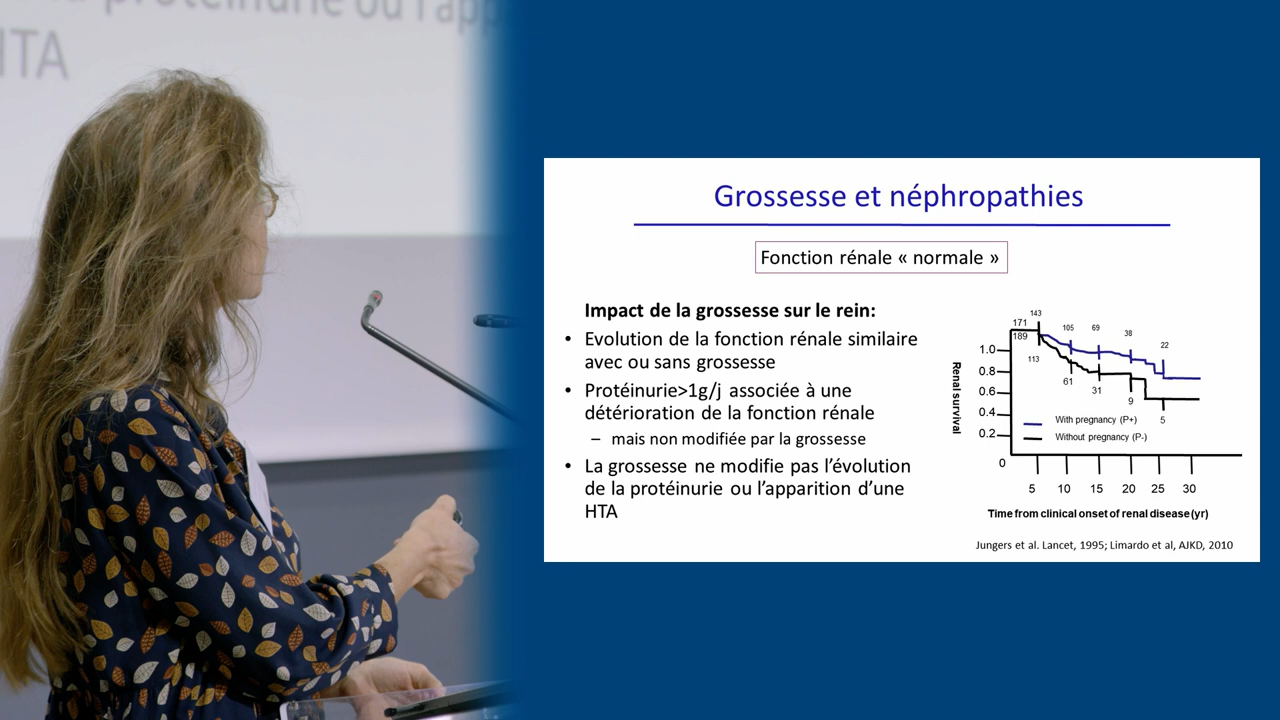 la protéinurie ou l'app
HTA
Grossesse et néphropathies
Fonction rénale « normale »
Impact de la grossesse sur le rein:
• Evolution de la fonction rénale similaire
avec ou sans grossesse
• Protéinurie>1g/j associée à une
détérioration de la fonction rénale
– mais non modifiée par la grossesse
• La grossesse ne modifie pas l'évolution
de la protéinurie ou l'apparition d'une
HTA
143
171
189
105
69
38
22
113
61
31
9
5
1.0
0.8
0.6
0.4
0.2
0
Renal survival
With pregnancy (P+)
Without pregnancy (P-)
5 10 15 20 25 30
Time from clinical onset of renal disease (yr)
Jungers et al. Lancet, 1995; Limardo et al, AJKD, 2010